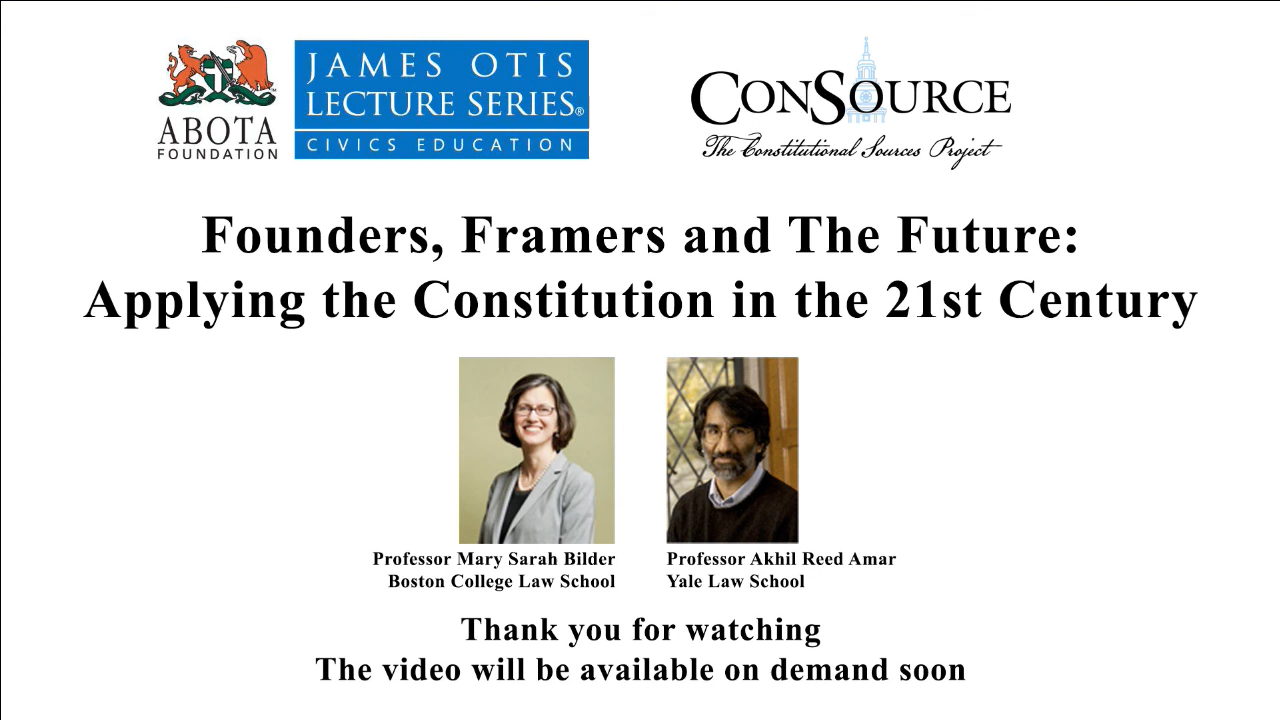 ABOTA
FOUNDATION
JAMES OTIS
LECTURE SERIES®
CIVICS EDUCATION
CONSOURCE
The Constitutional Sources Project
Founders, Framers and The Future:
Applying the Constitution in the 21st Century
Professor Mary Sarah Bilder
Boston College Law School
Professor Akhil Reed Amar
Yale Law School
Thank you for watching
The video will be available on demand soon